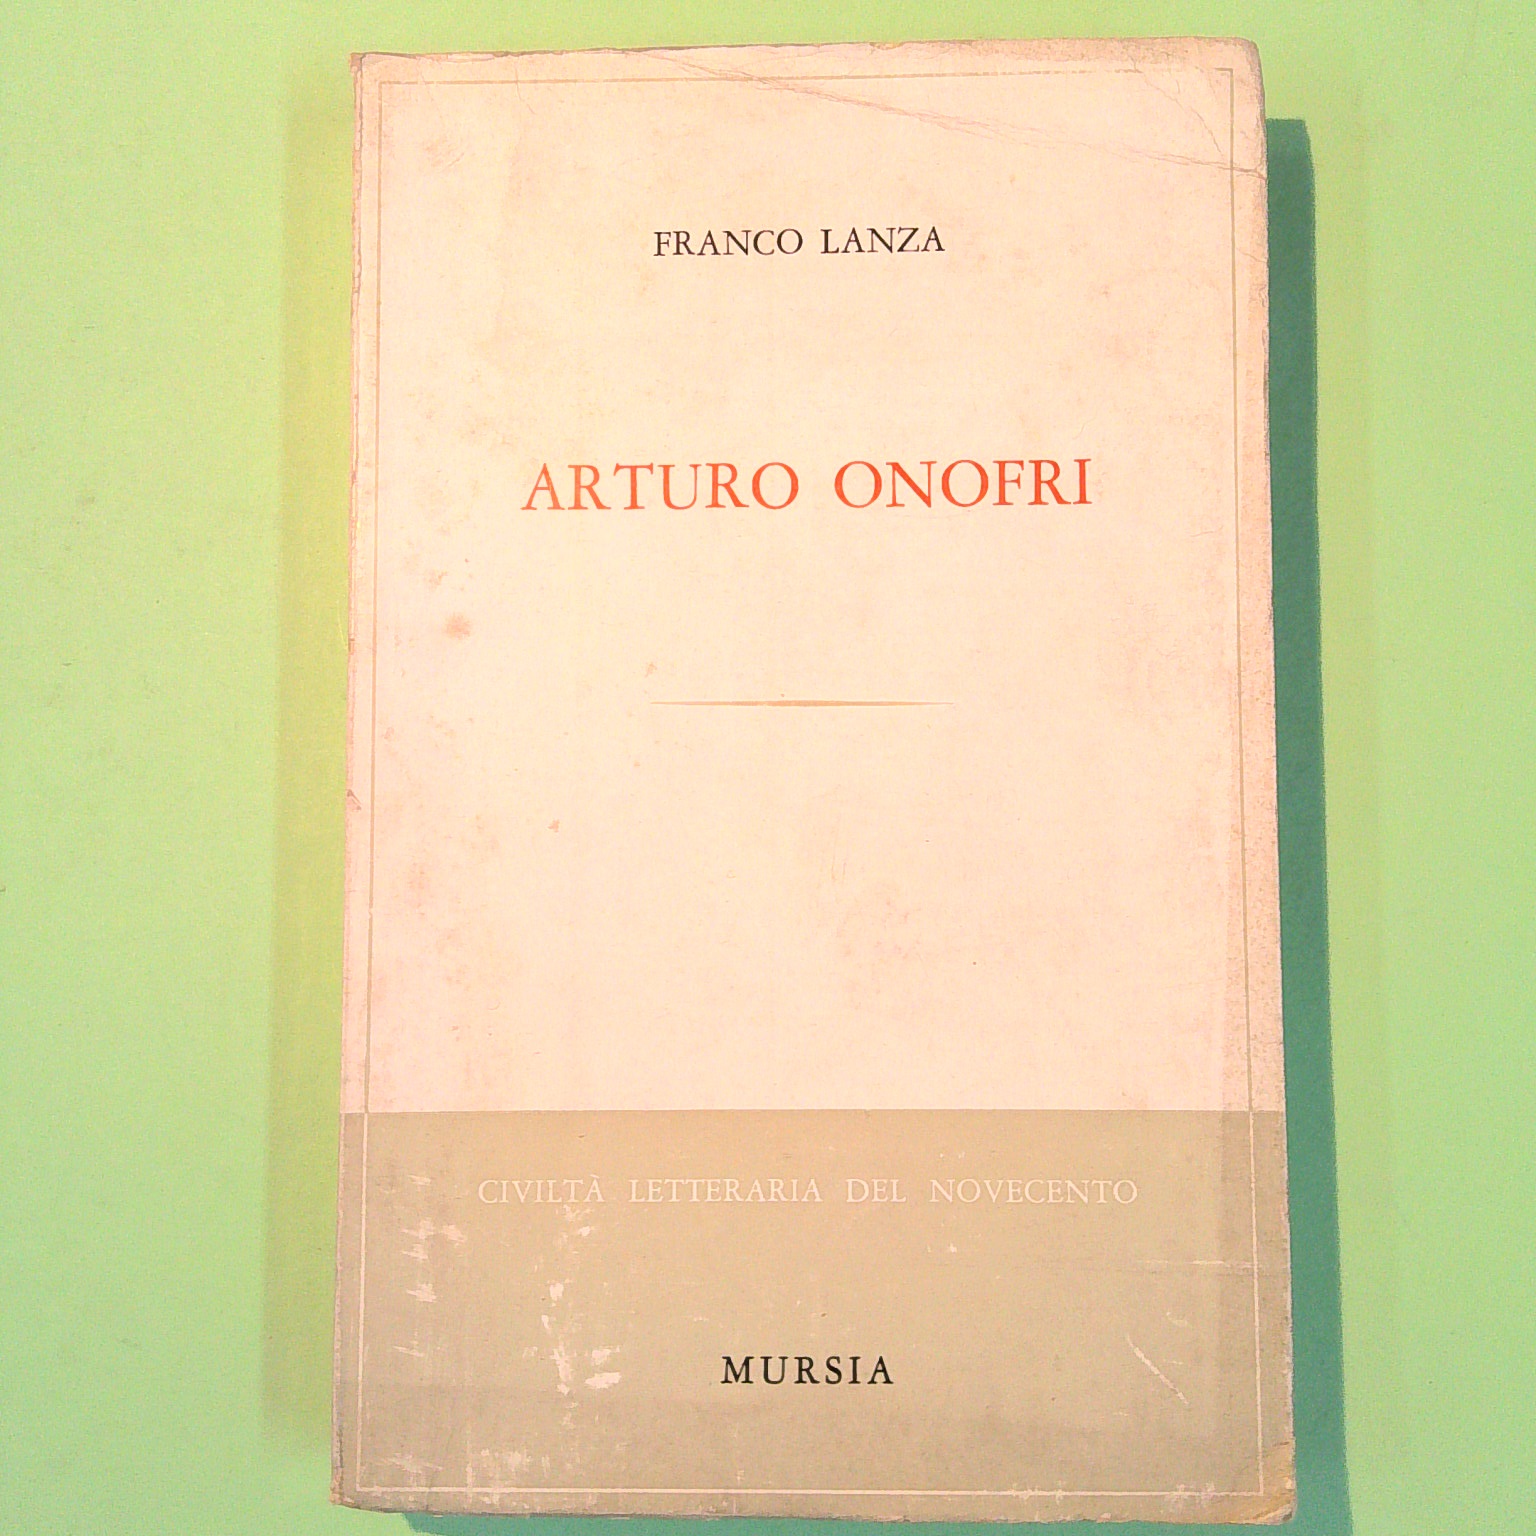 FRANCO LANZA
ARTURO ONOFRI
CIVILTÀ LETTERARIA DEL NOVECENTO
MURSIA